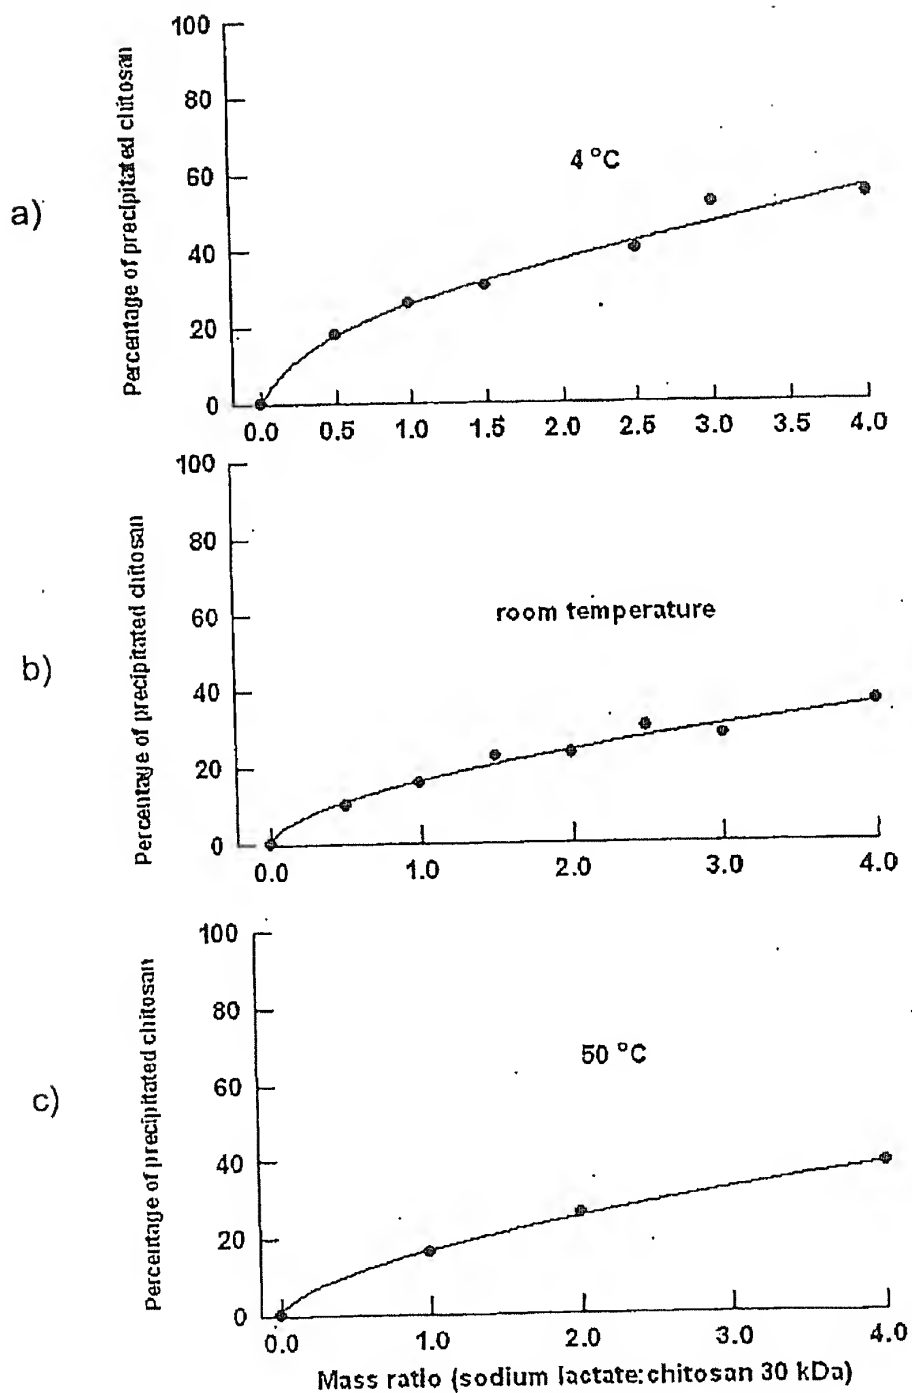 a)
Percentage of precipitated chitosan
100
80
60
40
20
0
4 °C
0.0 0.5 1.0 1.5 2.0 2.5 3.0 3.5 4.0
b)
Percentage of precipitated chitosan
100
80
60
40
20
0
room temperature
0.0 1.0 2.0 3.0 4.0
c)
Percentage of precipitated chitosan
100
80
60
40
20
0
50 °C
0.0 1.0 2.0 3.0 4.0
Mass ratio (sodium lactate:chitosan 30 kDa)